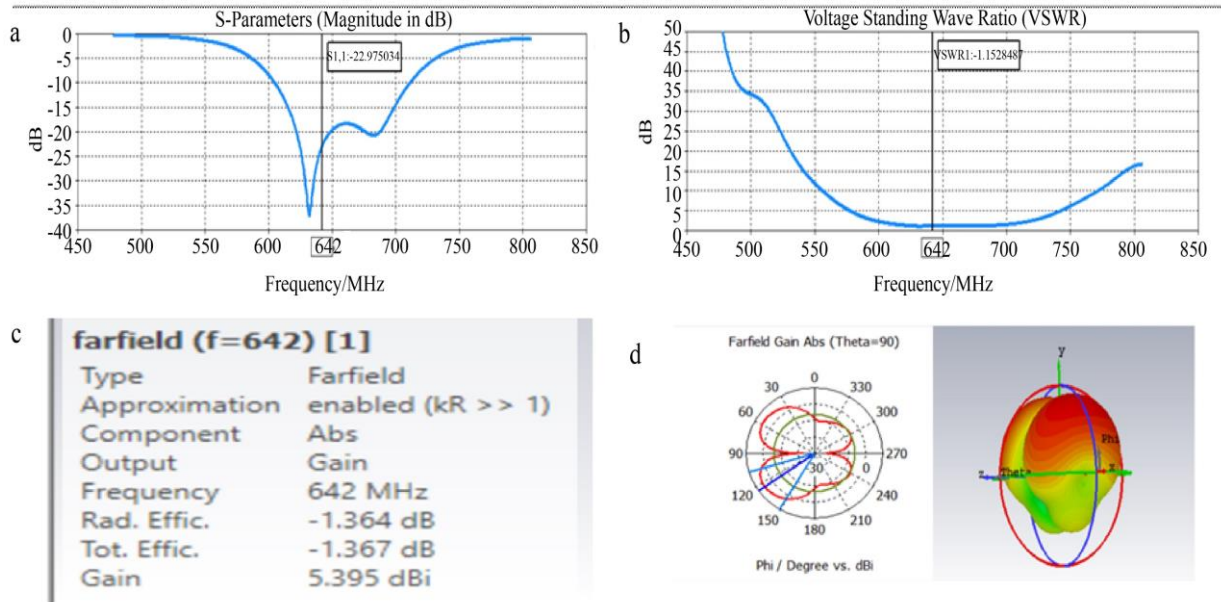 a
S-Parameters (Magnitude in dB)
S1,1:-22.975034
dB
0
-5
-10
-15
-20
-25
-30
-35
-40
450 500 550 600 642 700 750 800 850
Frequency/MHz
b
Voltage Standing Wave Ratio (VSWR)
VSWR1:-1.1528487
dB
50
45
40
35
30
25
20
15
10
5
0
450 500 550 600 642 700 750 800 850
Frequency/MHz
c
farfield (f=642) [1]
Type Farfield
Approximation enabled (kR >> 1)
Component Abs
Output Gain
Frequency 642 MHz
Rad. Effic. -1.364 dB
Tot. Effic. -1.367 dB
Gain 5.395 dBi
d
Farfield Gain Abs (Theta=90)
0
30 330
60 300
90 30 0 270
120 240
150 210
180
Phi / Degree vs. dBi
y
Phi
z Theta x